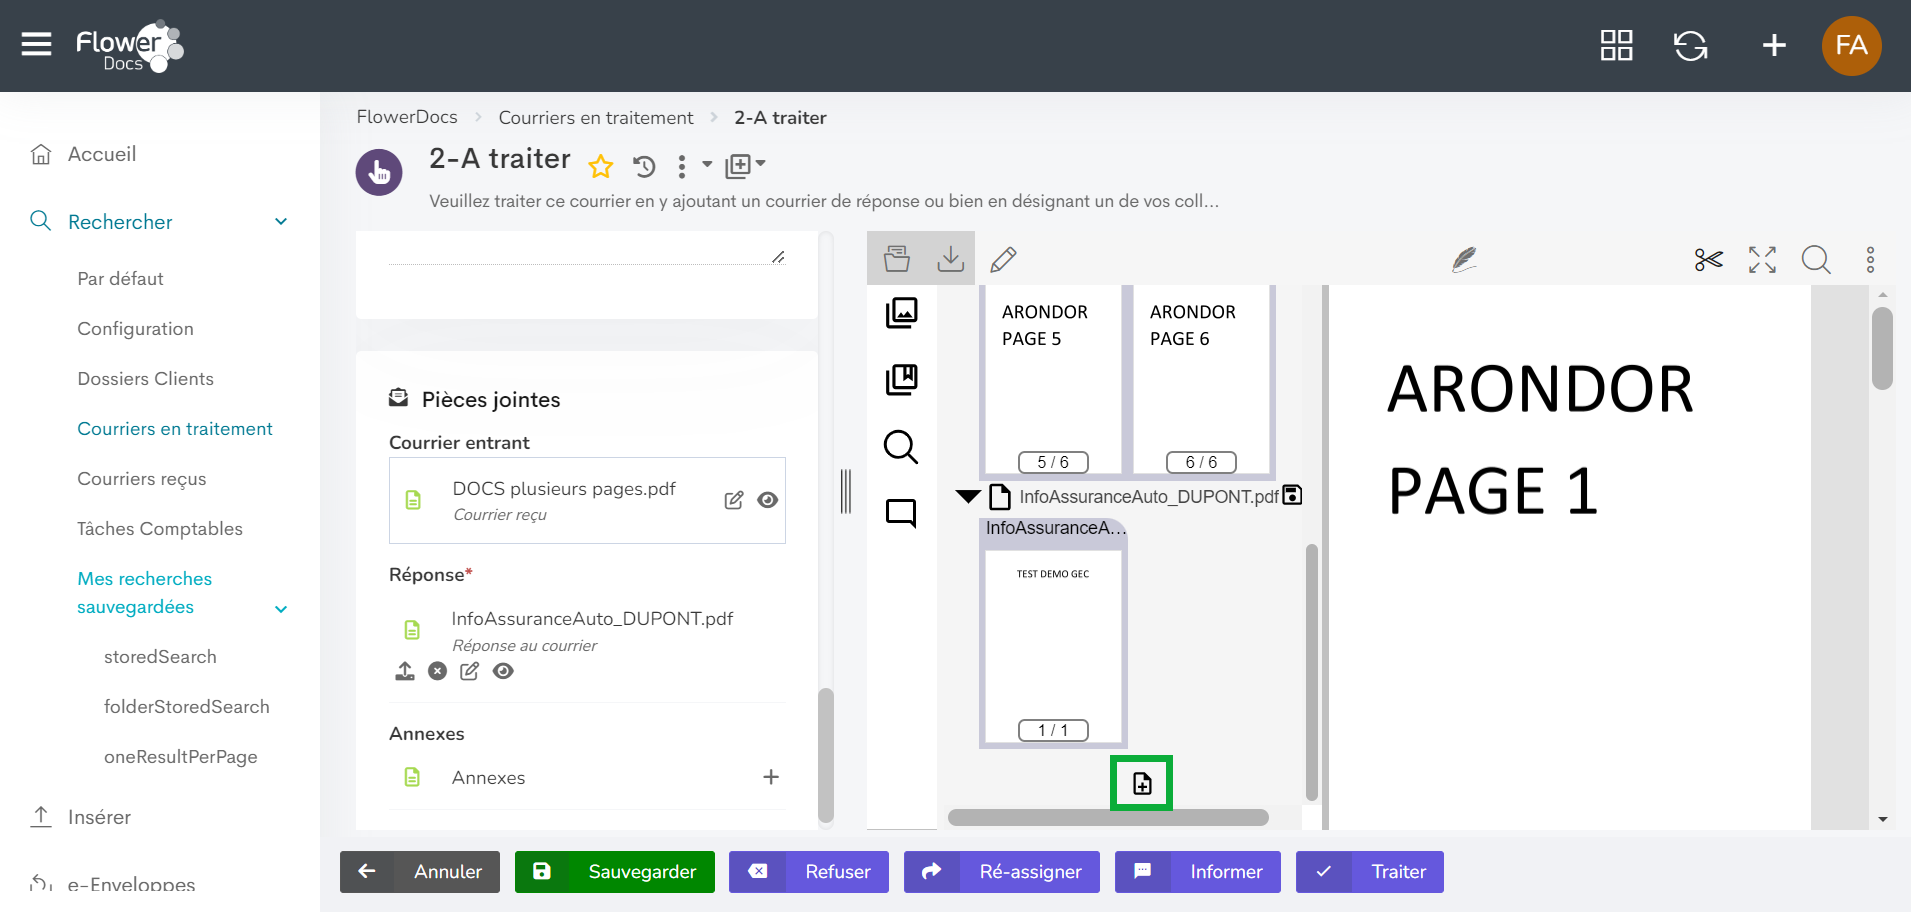 Flower
Docs
FA
FlowerDocs
Courriers en traitement
2-A traiter
2-A traiter
Veuillez traiter ce courrier en y ajoutant un courrier de réponse ou bien en désignant un de vos coll...
Accueil
Rechercher
Par défaut
Configuration
Dossiers Clients
Courriers en traitement
Courriers reçus
Tâches Comptables
Mes recherches
sauvegardées
storedSearch
folderStoredSearch
oneResultPerPage
Insérer
e-Enveloppes
Pièces jointes
Courrier entrant
DOCS plusieurs pages.pdf
Courrier reçu
Réponse*
InfoAssuranceAuto_DUPONT.pdf
Réponse au courrier
Annexes
Annexes
ARONDOR
PAGE 5
5 / 6
ARONDOR
PAGE 6
6 / 6
InfoAssuranceAuto_DUPONT.pdf
InfoAssuranceA...
TEST DEMO GEC
1 / 1
ARONDOR
PAGE 1
Annuler
Sauvegarder
Refuser
Ré-assigner
Informer
Traiter